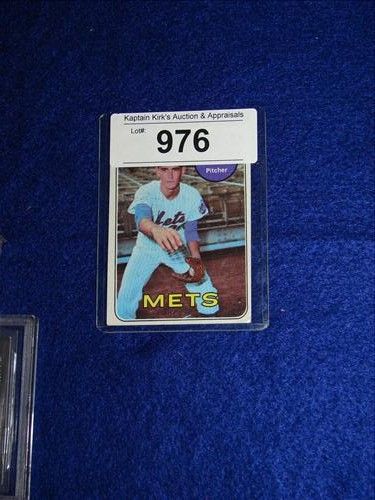 Kaptain Kirk's Auction & Appraisals
Lot#:
976
Pitcher
Mets
METS